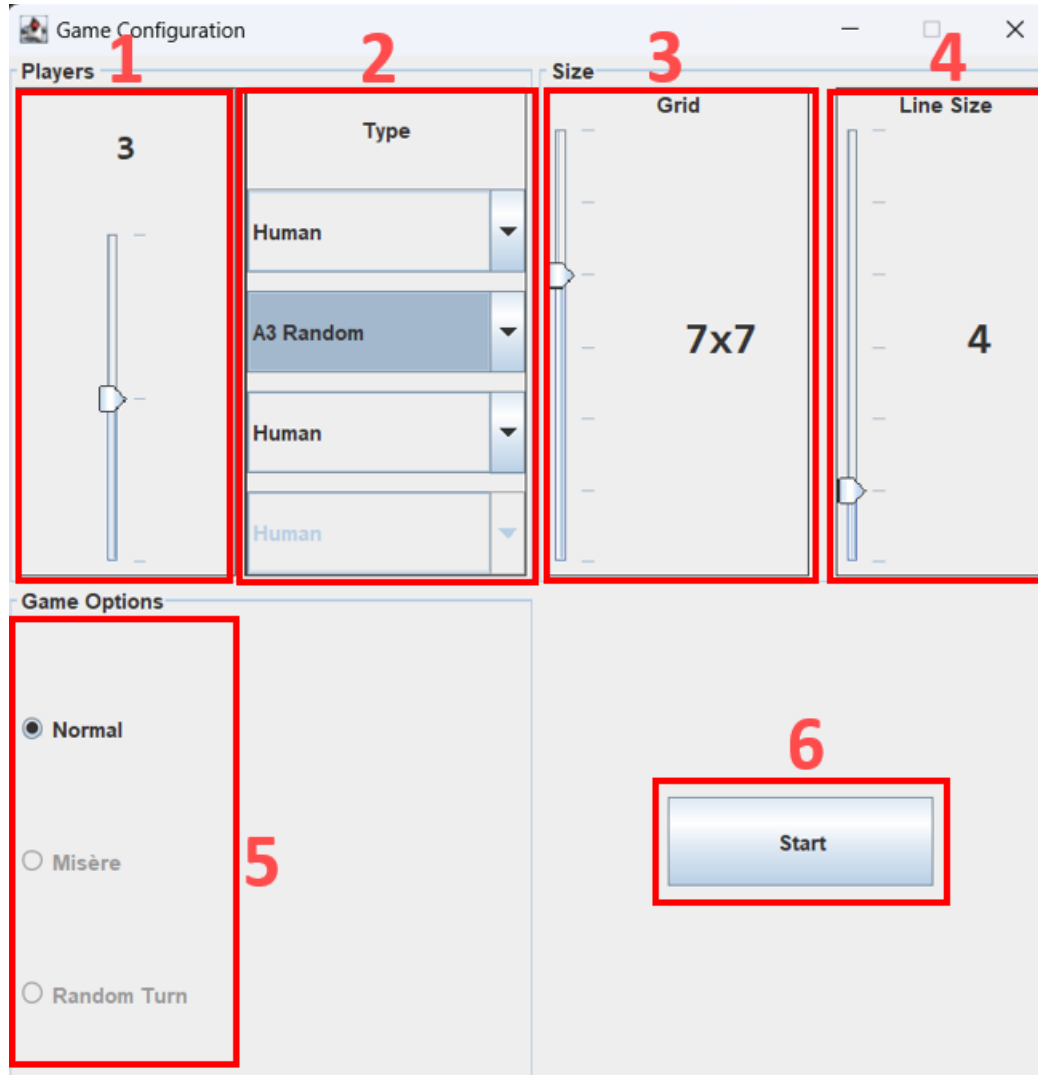 Game Configuration
1
2
3
4
Players
Size
3
Type
Human
A3 Random
Human
Human
Grid
7x7
Line Size
4
Game Options
Normal
Misère
Random Turn
5
6
Start